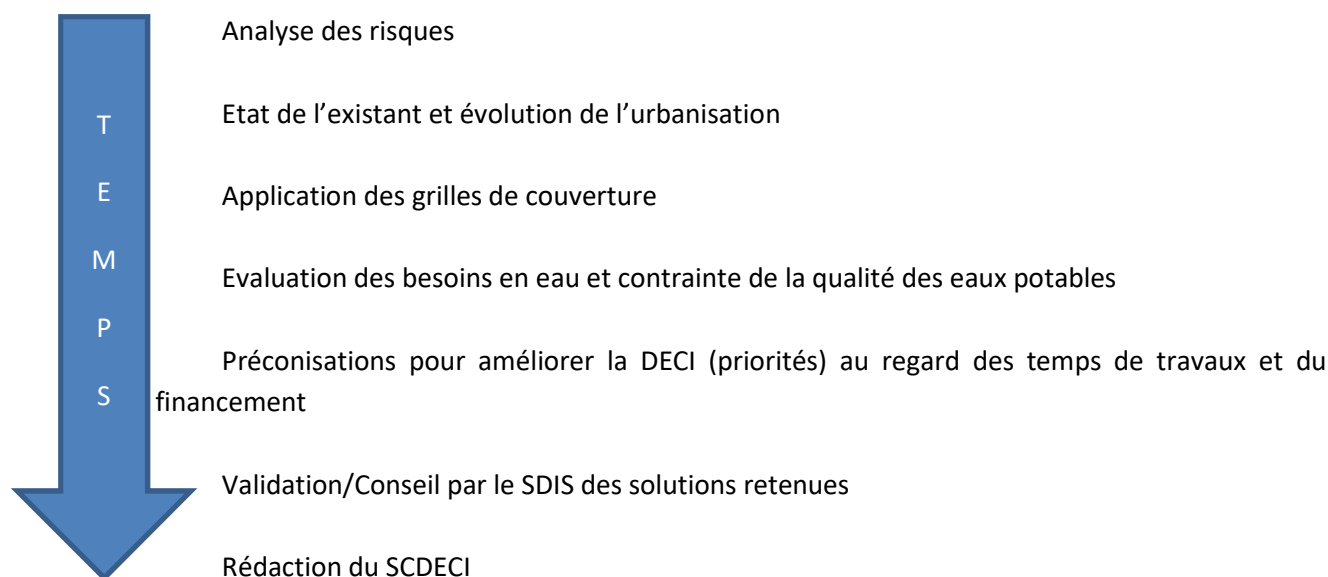 T
E
M
P
S
Analyse des risques
Etat de l’existant et évolution de l’urbanisation
Application des grilles de couverture
Evaluation des besoins en eau et contrainte de la qualité des eaux potables
Préconisations pour améliorer la DECI (priorités) au regard des temps de travaux et du
financement
Validation/Conseil par le SDIS des solutions retenues
Rédaction du SCDECI